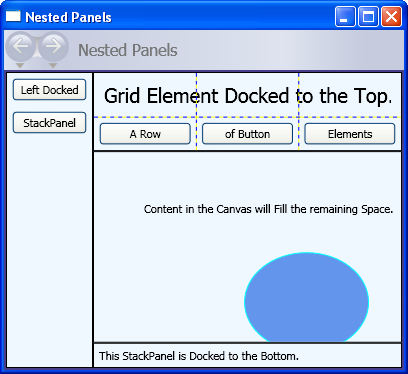 Nested Panels
Nested Panels
Left Docked
StackPanel
Grid Element Docked to the Top.
A Row
of Button
Elements
Content in the Canvas will Fill the remaining Space.
This StackPanel is Docked to the Bottom.